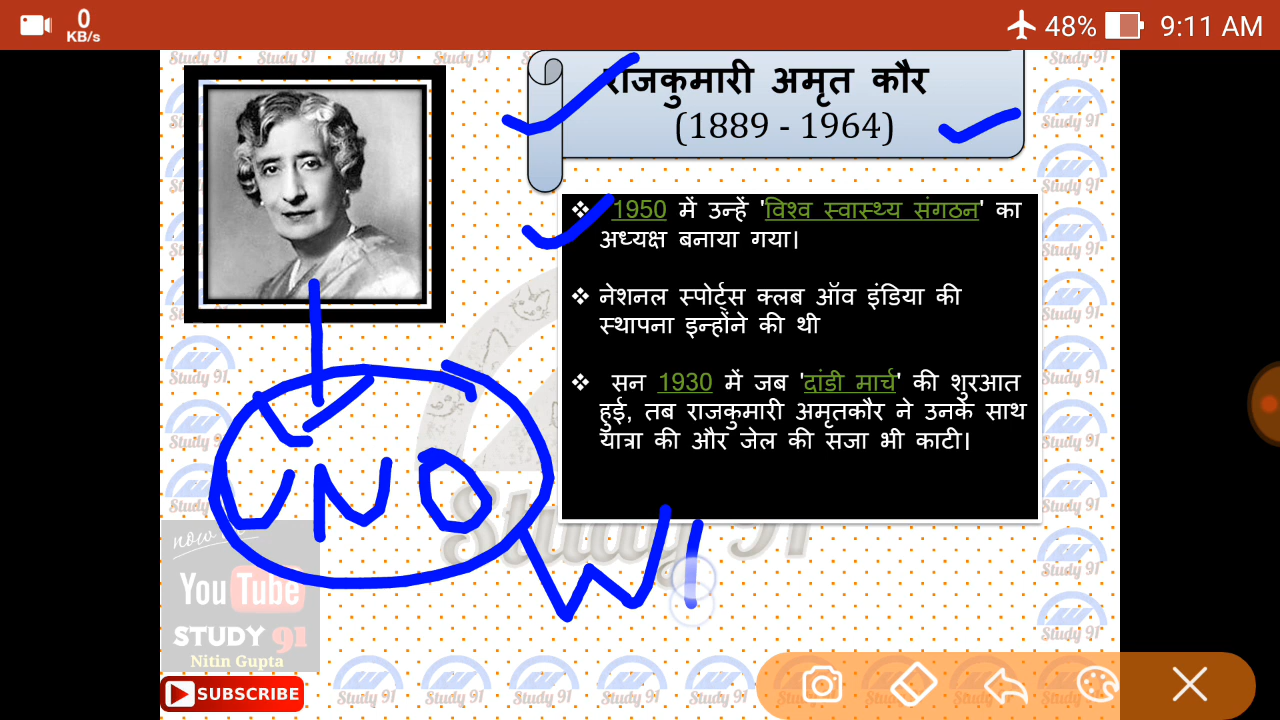 0
KB/s
48% 9:11 AM
राजकुमारी अमृत कौर
(1889 - 1964)
❖ 1950 में उन्हें 'विश्व स्वास्थ्य संगठन' का
अध्यक्ष बनाया गया।
❖ नेशनल स्पोर्ट्स क्लब ऑव इंडिया की
स्थापना इन्होंने की थी
❖ सन 1930 में जब 'दांडी मार्च' की शुरआत
हुई, तब राजकुमारी अमृतकौर ने उनके साथ
यात्रा की और जेल की सजा भी काटी।
UNO
W
Study 91
now
YouTube
STUDY 91
Nitin Gupta
SUBSCRIBE